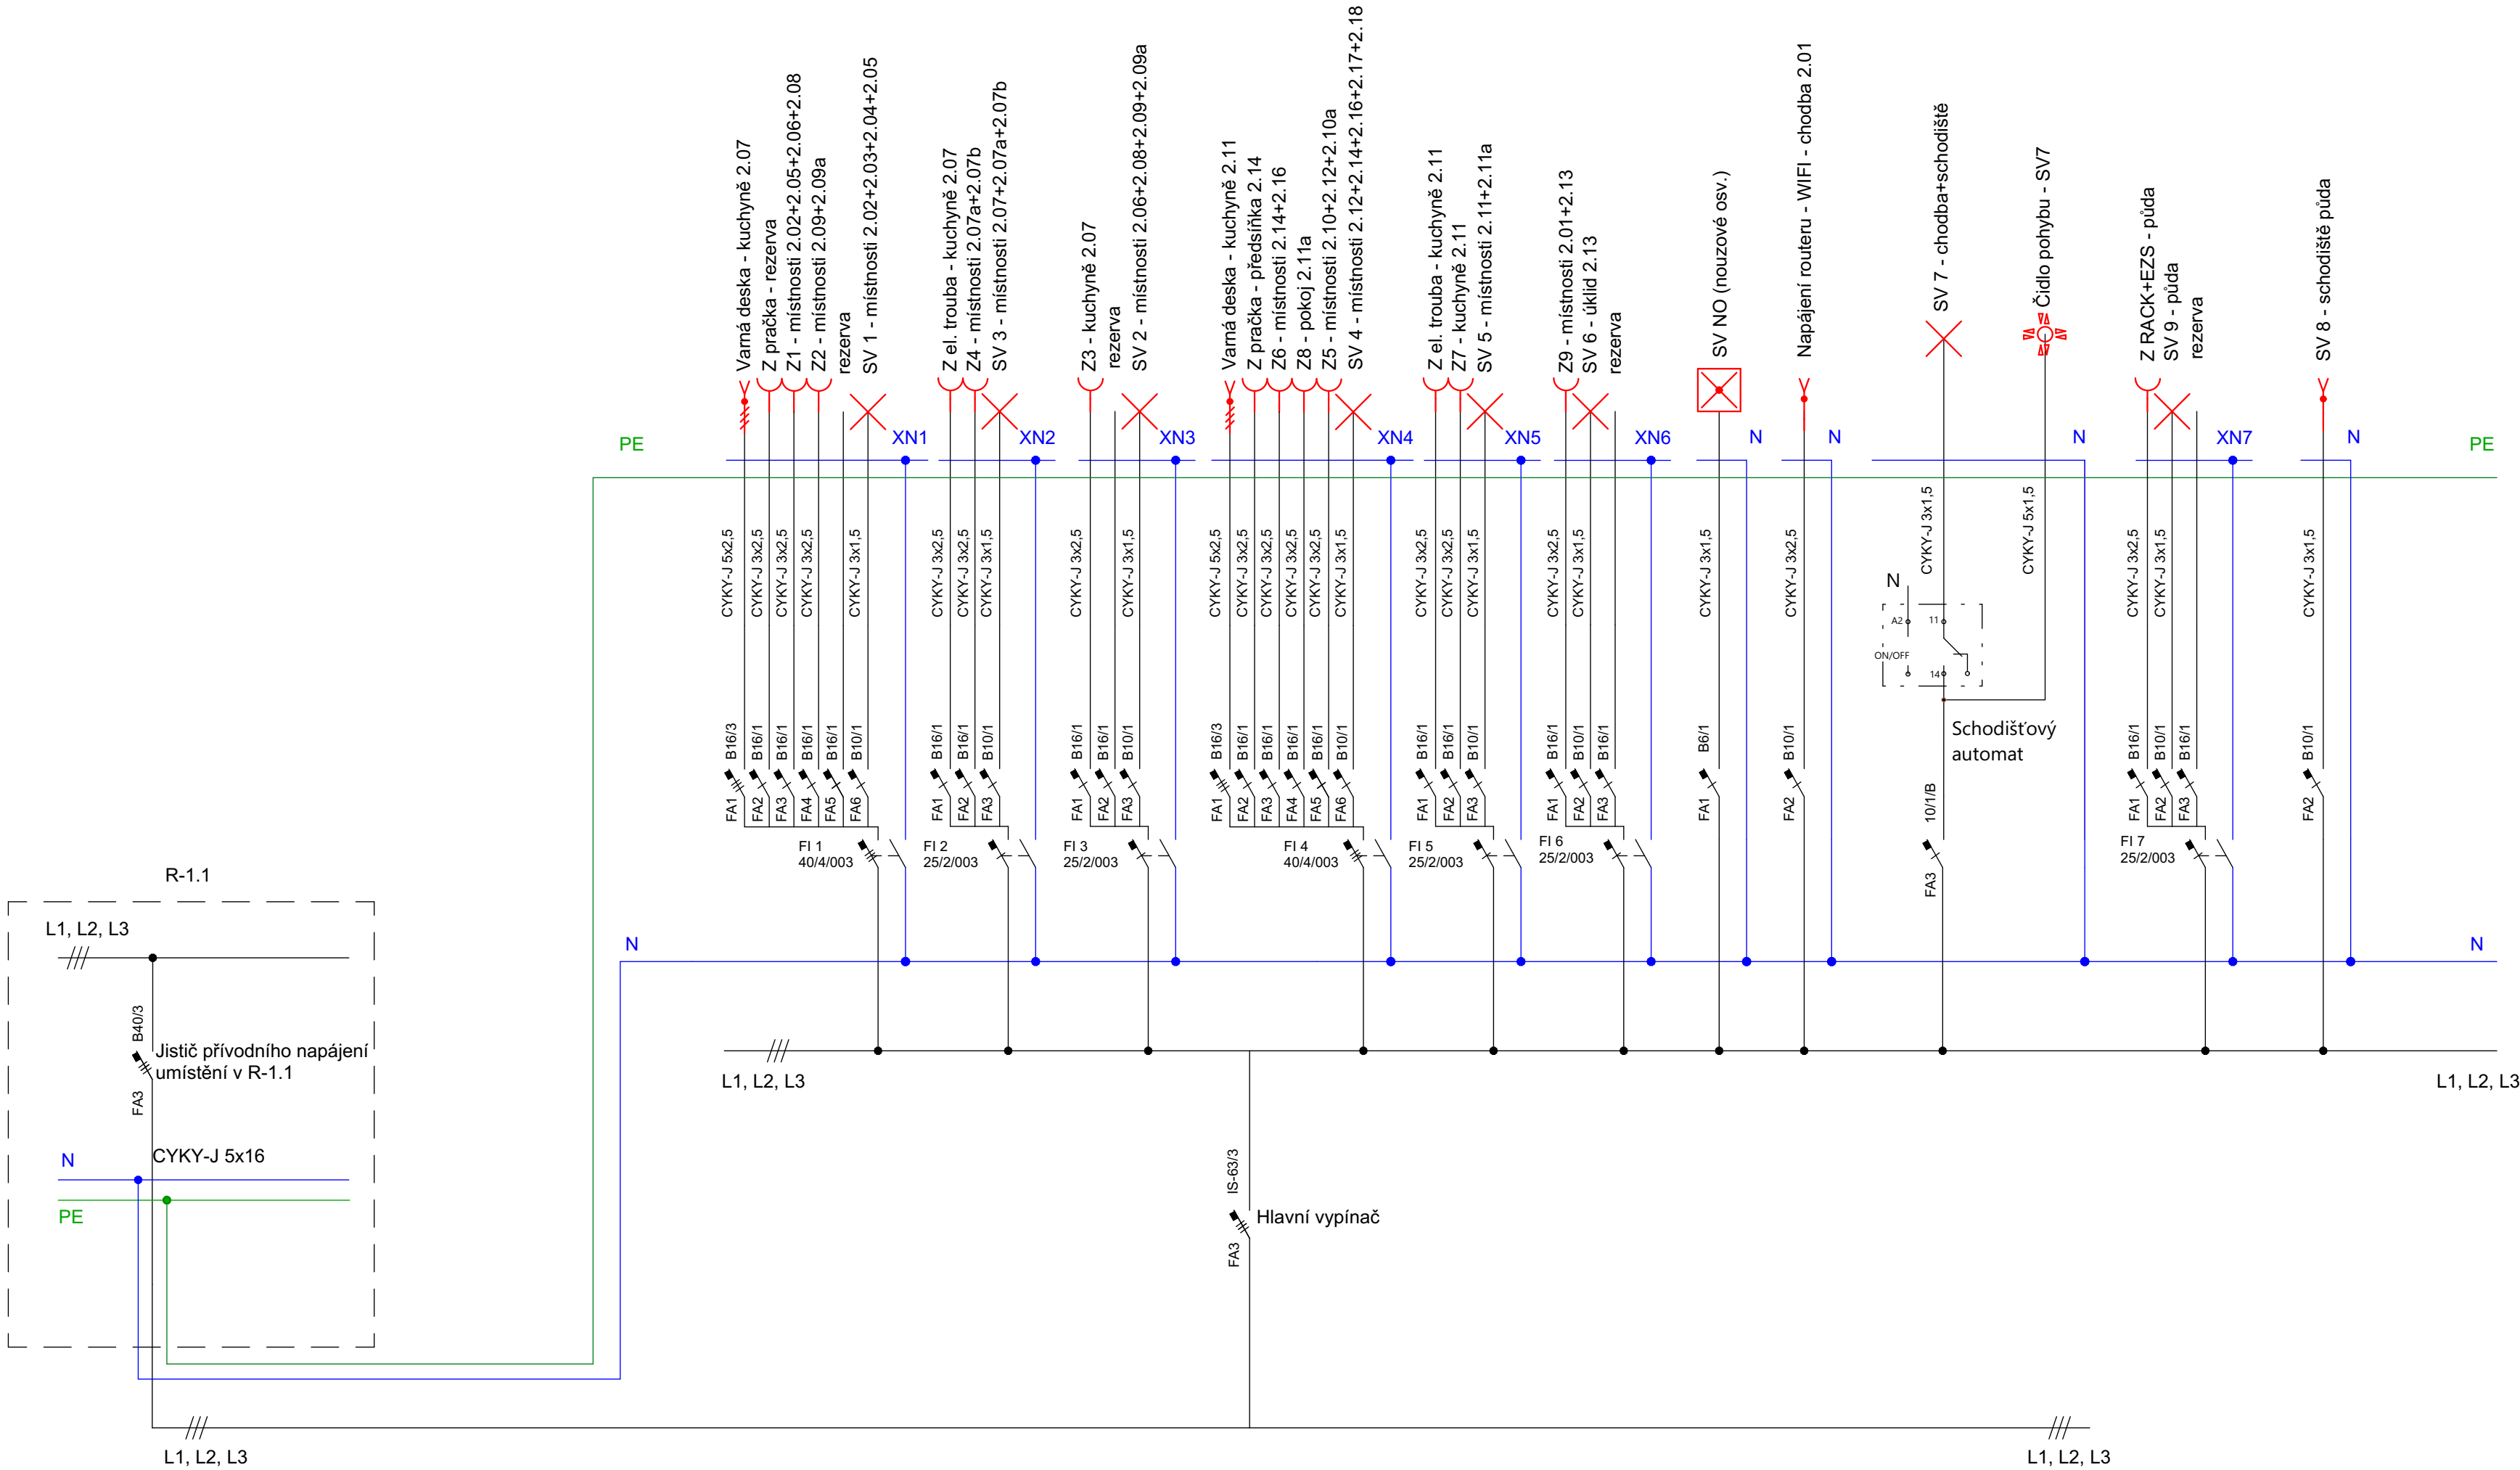 Varná deska - kuchyně 2.07
Z pračka - rezerva
Z1 - místnosti 2.02+2.05+2.06+2.08
Z2 - místnosti 2.09+2.09a
rezerva
SV 1 - místnosti 2.02+2.03+2.04+2.05
Z el. trouba - kuchyně 2.07
Z4 - místnosti 2.07a+2.07b
SV 3 - místnosti 2.07+2.07a+2.07b
Z3 - kuchyně 2.07
rezerva
SV 2 - místnosti 2.06+2.08+2.09+2.09a
Varná deska - kuchyně 2.11
Z pračka - předsíňka 2.14
Z6 - místnosti 2.14+2.16
Z8 - pokoj 2.11a
Z5 - místnosti 2.10+2.12+2.10a
SV 4 - místnosti 2.12+2.14+2.16+2.17+2.18
Z el. trouba - kuchyně 2.11
Z7 - kuchyně 2.11
SV 5 - místnosti 2.11+2.11a
Z9 - místnosti 2.01+2.13
SV 6 - úklid 2.13
rezerva
SV NO (nouzové osv.)
Napájení routeru - WIFI - chodba 2.01
SV 7 - chodba+schodiště
Čidlo pohybu - SV7
Z RACK+EZS - půda
SV 9 - půda
rezerva
SV 8 - schodiště půda
PE
XN1
XN2
XN3
XN4
XN5
XN6
N
N
N
XN7
N
PE
CYKY-J 5x2,5
CYKY-J 3x2,5
CYKY-J 3x2,5
CYKY-J 3x2,5
CYKY-J 3x1,5
CYKY-J 3x2,5
CYKY-J 3x2,5
CYKY-J 3x1,5
CYKY-J 3x2,5
CYKY-J 3x1,5
CYKY-J 5x2,5
CYKY-J 3x2,5
CYKY-J 3x2,5
CYKY-J 3x2,5
CYKY-J 3x2,5
CYKY-J 3x1,5
CYKY-J 3x2,5
CYKY-J 3x2,5
CYKY-J 3x1,5
CYKY-J 3x2,5
CYKY-J 3x1,5
CYKY-J 3x1,5
CYKY-J 3x2,5
CYKY-J 3x1,5
CYKY-J 5x1,5
CYKY-J 3x2,5
CYKY-J 3x1,5
CYKY-J 3x1,5
N
A2
11
ON/OFF
14
Schodišťový
automat
B16/3
B16/1
B16/1
B16/1
B16/1
B10/1
B16/1
B16/1
B10/1
B16/1
B16/1
B10/1
B16/3
B16/1
B16/1
B16/1
B16/1
B10/1
B16/1
B16/1
B10/1
B16/1
B10/1
B16/1
B6/1
B10/1
10/1/B
B16/1
B10/1
B16/1
B10/1
FA1
FA2
FA3
FA4
FA5
FA6
FA1
FA2
FA3
FA1
FA2
FA3
FA1
FA2
FA3
FA4
FA5
FA6
FA1
FA2
FA3
FA1
FA2
FA3
FA1
FA2
FA3
FA1
FA2
FA3
FA2
FI 1
40/4/003
FI 2
25/2/003
FI 3
25/2/003
FI 4
40/4/003
FI 5
25/2/003
FI 6
25/2/003
FI 7
25/2/003
R-1.1
L1, L2, L3
N
N
B40/3
Jistič přívodního napájení
umístění v R-1.1
FA3
L1, L2, L3
L1, L2, L3
N
CYKY-J 5x16
PE
IS-63/3
Hlavní vypínač
FA3
L1, L2, L3
L1, L2, L3